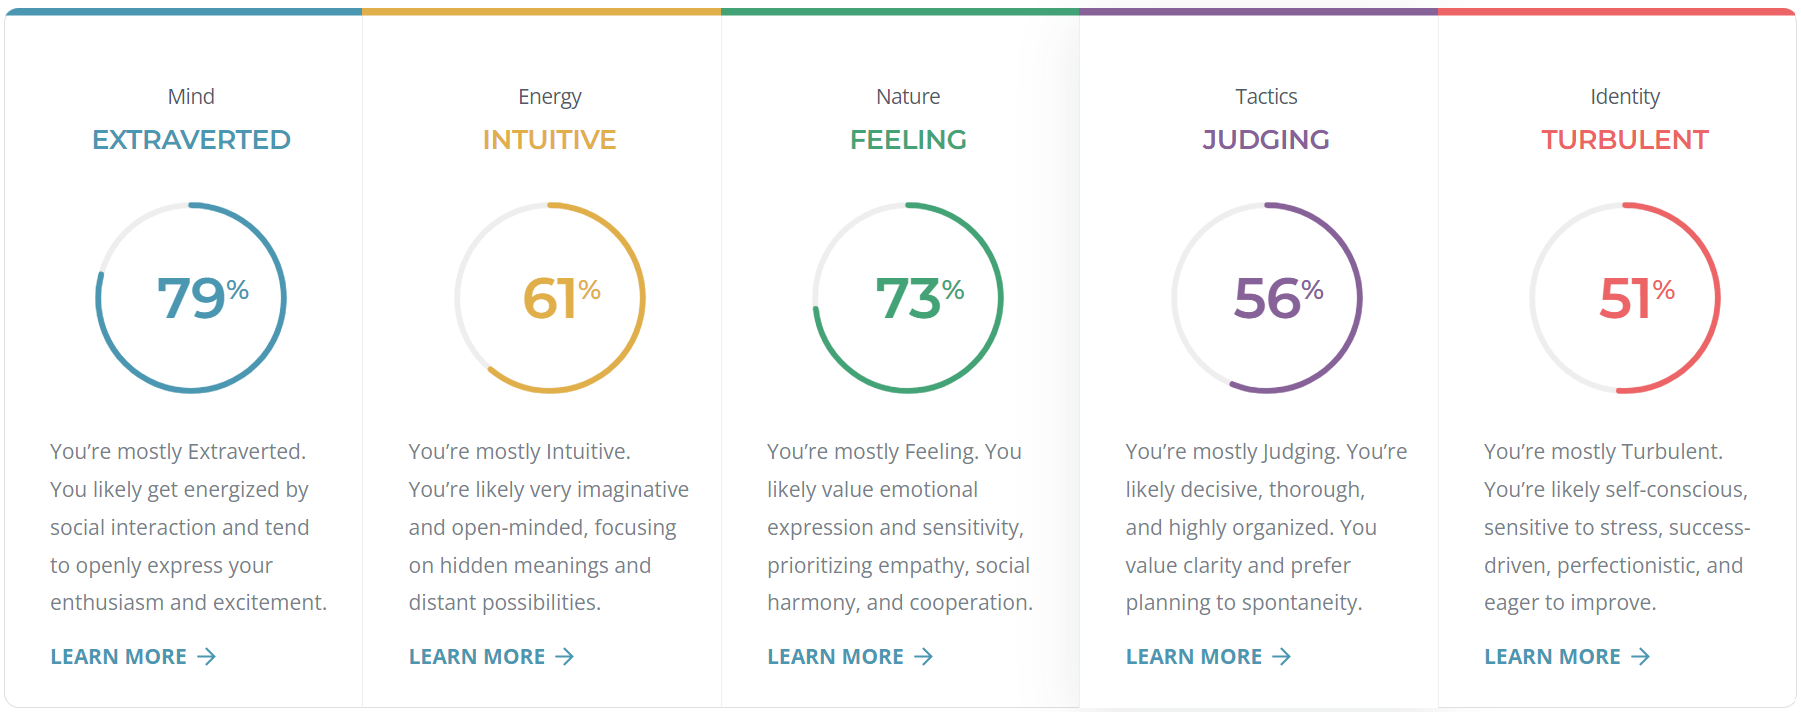 Mind
EXTRAVERTED
79%
You’re mostly Extraverted.
You likely get energized by
social interaction and tend
to openly express your
enthusiasm and excitement.
LEARN MORE →
Energy
INTUITIVE
61%
You’re mostly Intuitive.
You’re likely very imaginative
and open-minded, focusing
on hidden meanings and
distant possibilities.
LEARN MORE →
Nature
FEELING
73%
You’re mostly Feeling. You
likely value emotional
expression and sensitivity,
prioritizing empathy, social
harmony, and cooperation.
LEARN MORE →
Tactics
JUDGING
56%
You’re mostly Judging. You’re
likely decisive, thorough,
and highly organized. You
value clarity and prefer
planning to spontaneity.
LEARN MORE →
Identity
TURBULENT
51%
You’re mostly Turbulent.
You’re likely self-conscious,
sensitive to stress, success-
driven, perfectionistic, and
eager to improve.
LEARN MORE →